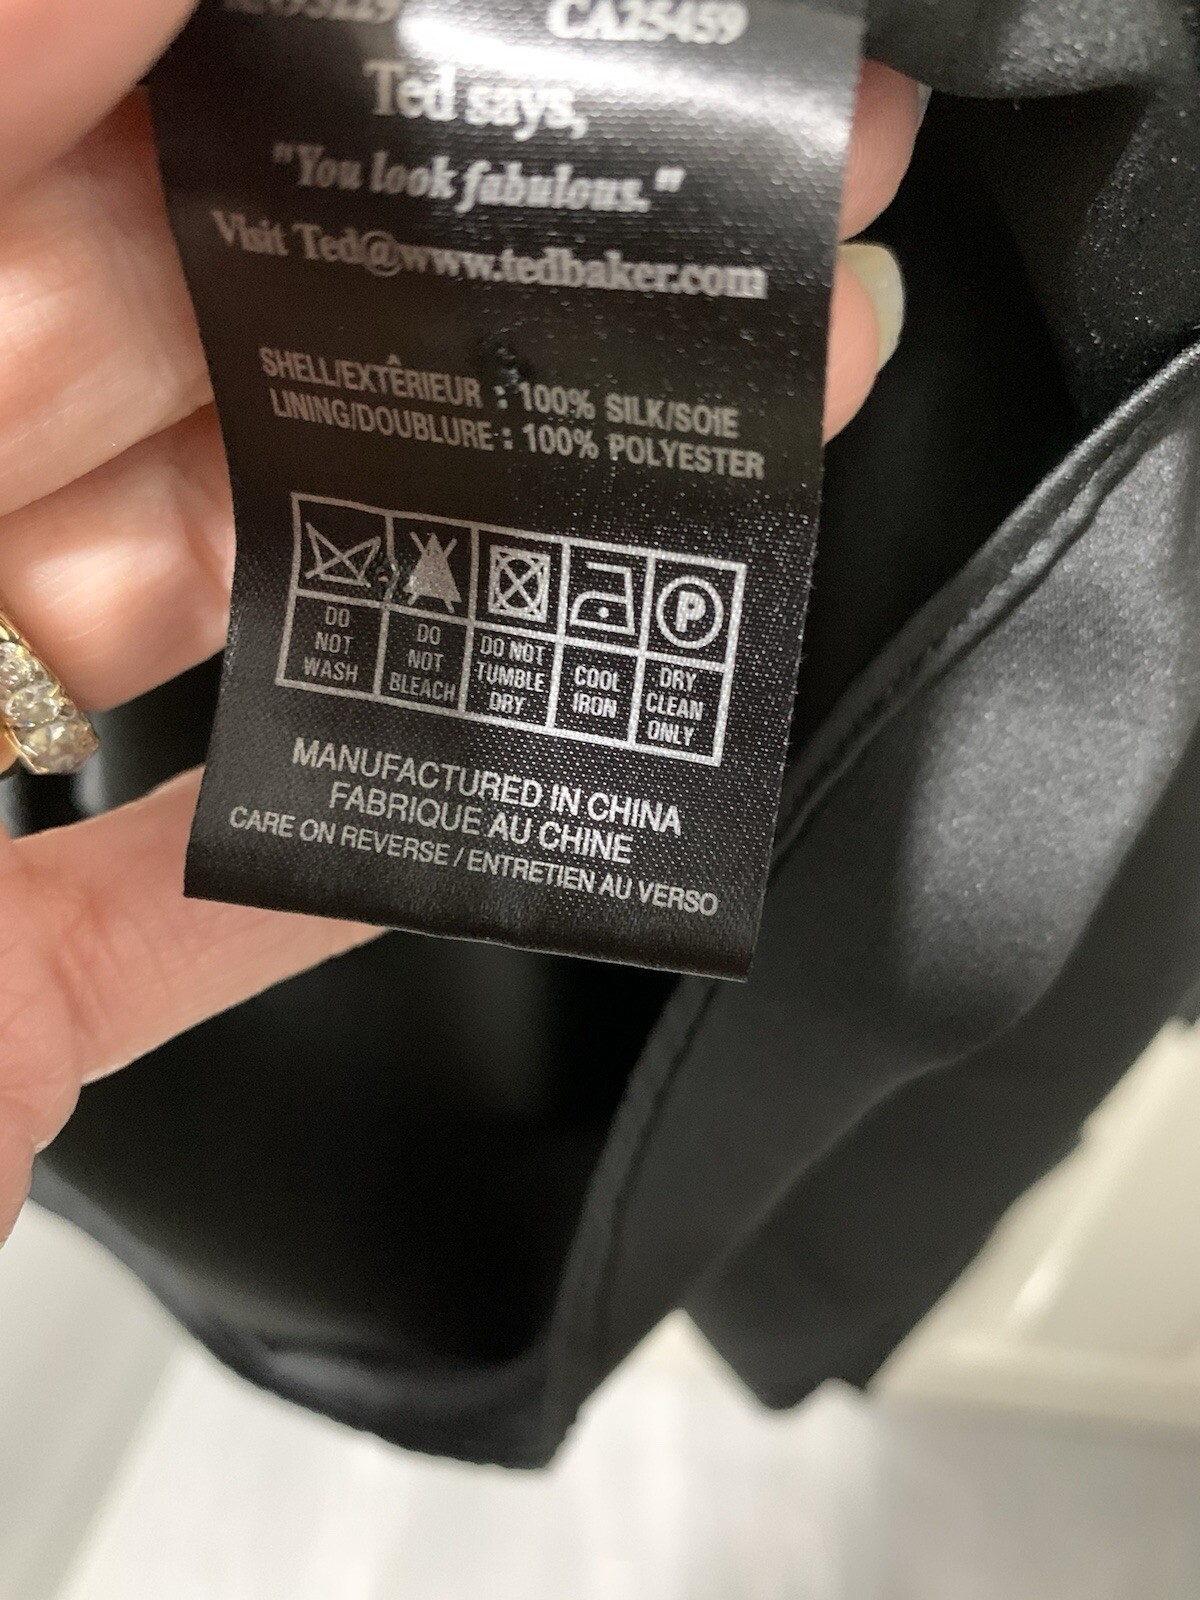 CA25459
Ted says,
"You look fabulous."
Visit Ted@www.tedbaker.com
SHELL/EXTÊRIEUR : 100% SILK/SOIE
LINING/DOUBLURE : 100% POLYESTER
DO NOT WASH
DO NOT BLEACH
DO NOT TUMBLE DRY
COOL IRON
P
DRY CLEAN ONLY
MANUFACTURED IN CHINA
FABRIQUE AU CHINE
CARE ON REVERSE / ENTRETIEN AU VERSO